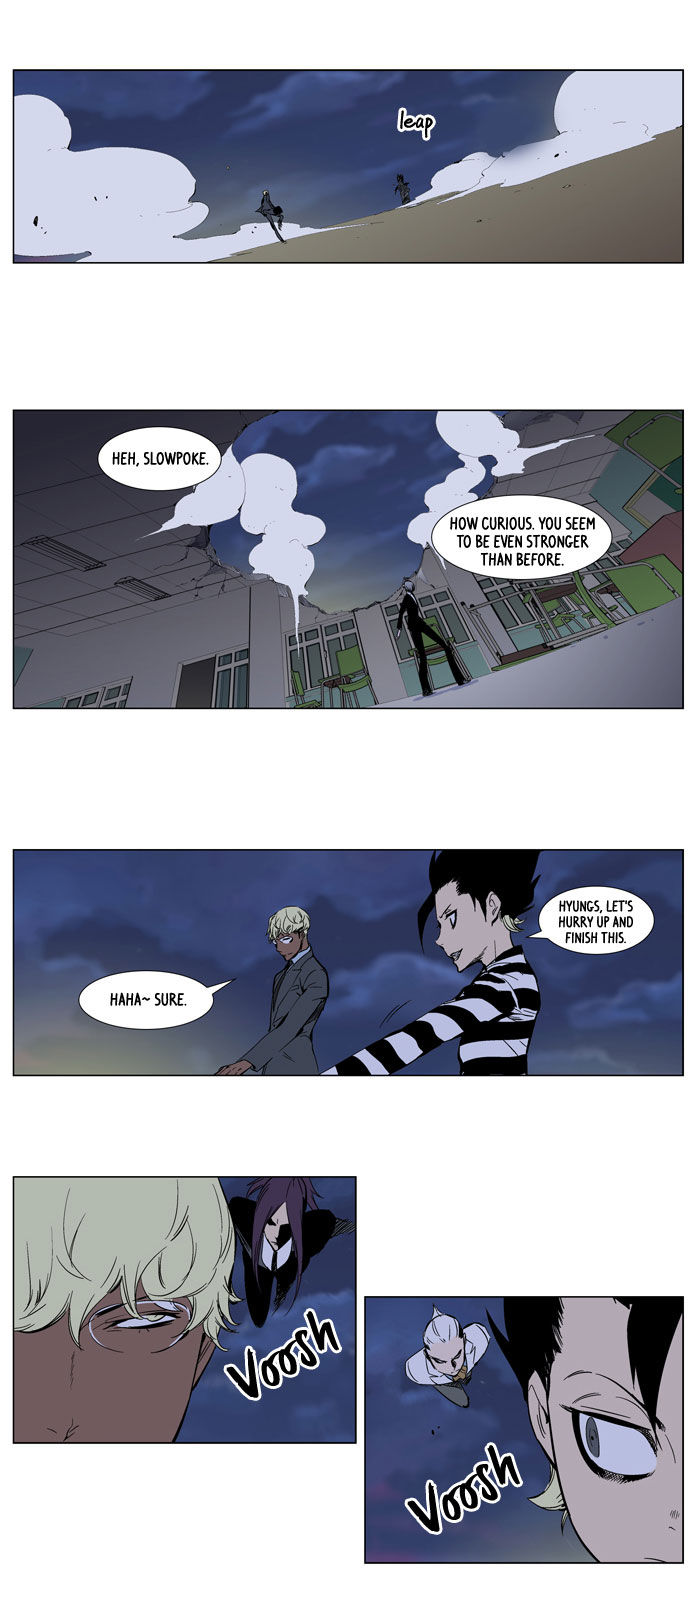 leap
HEH, SLOWPOKE.
HOW CURIOUS. YOU SEEM
TO BE EVEN STRONGER
THAN BEFORE.
HYUNGS, LET'S
HURRY UP AND
FINISH THIS.
HAHA~ SURE.
Voosh
Voosh